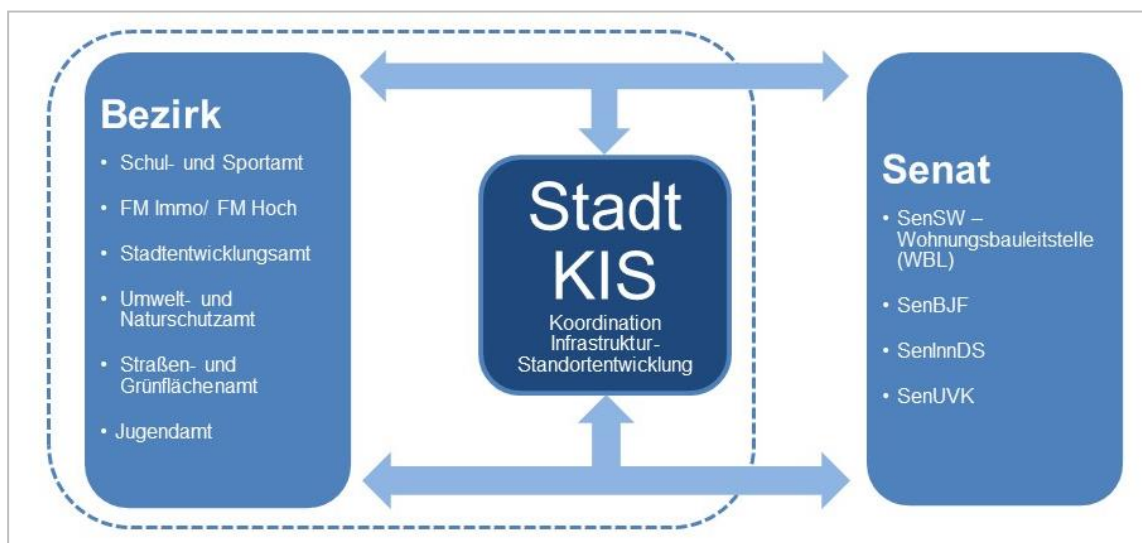 Bezirk
• Schul- und Sportamt
• FM Immo/ FM Hoch
• Stadtentwicklungsamt
• Umwelt- und
Naturschutzamt
• Straßen- und
Grünflächenamt
• Jugendamt
Stadt
KIS
Koordination
Infrastruktur-
Standortentwicklung
Senat
• SenSW –
Wohnungsbauleitstelle
(WBL)
• SenBJF
• SenInnDS
• SenUVK